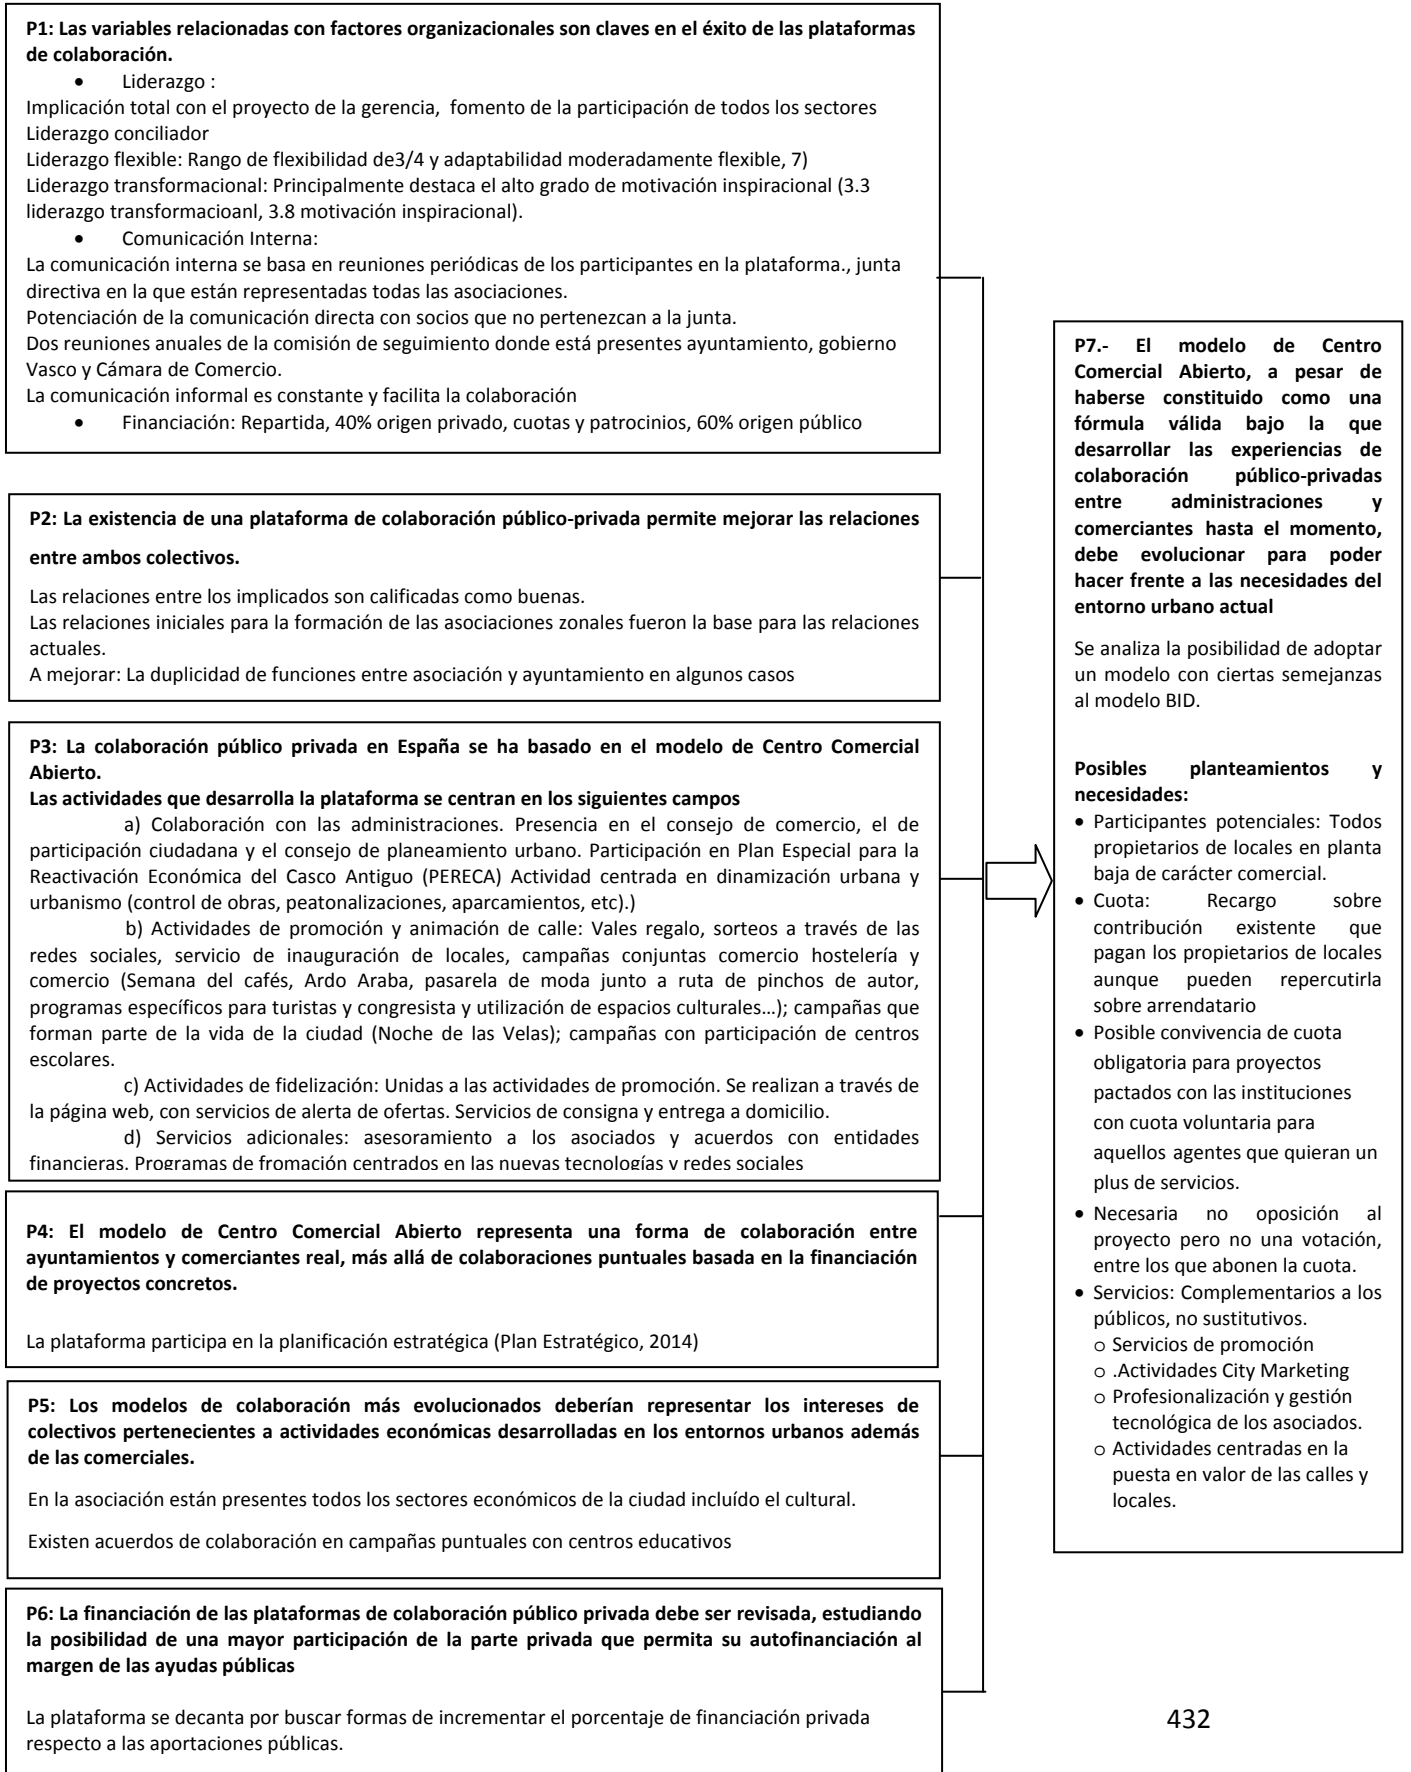 P1: Las variables relacionadas con factores organizacionales son claves en el éxito de las plataformas
de colaboración.
• Liderazgo :
Implicación total con el proyecto de la gerencia, fomento de la participación de todos los sectores
Liderazgo conciliador
Liderazgo flexible: Rango de flexibilidad de3/4 y adaptabilidad moderadamente flexible, 7)
Liderazgo transformacional: Principalmente destaca el alto grado de motivación inspiracional (3.3
liderazgo transformacioanl, 3.8 motivación inspiracional).
• Comunicación Interna:
La comunicación interna se basa en reuniones periódicas de los participantes en la plataforma., junta
directiva en la que están representadas todas las asociaciones.
Potenciación de la comunicación directa con socios que no pertenezcan a la junta.
Dos reuniones anuales de la comisión de seguimiento donde está presentes ayuntamiento, gobierno
Vasco y Cámara de Comercio.
La comunicación informal es constante y facilita la colaboración
• Financiación: Repartida, 40% origen privado, cuotas y patrocinios, 60% origen público
P2: La existencia de una plataforma de colaboración público-privada permite mejorar las relaciones
entre ambos colectivos.
Las relaciones entre los implicados son calificadas como buenas.
Las relaciones iniciales para la formación de las asociaciones zonales fueron la base para las relaciones
actuales.
A mejorar: La duplicidad de funciones entre asociación y ayuntamiento en algunos casos
P3: La colaboración público privada en España se ha basado en el modelo de Centro Comercial
Abierto.
Las actividades que desarrolla la plataforma se centran en los siguientes campos
a) Colaboración con las administraciones. Presencia en el consejo de comercio, el de
participación ciudadana y el consejo de planeamiento urbano. Participación en Plan Especial para la
Reactivación Económica del Casco Antiguo (PERECA) Actividad centrada en dinamización urbana y
urbanismo (control de obras, peatonalizaciones, aparcamientos, etc).)
b) Actividades de promoción y animación de calle: Vales regalo, sorteos a través de las
redes sociales, servicio de inauguración de locales, campañas conjuntas comercio hostelería y
comercio (Semana del cafés, Ardo Araba, pasarela de moda junto a ruta de pinchos de autor,
programas específicos para turistas y congresista y utilización de espacios culturales...); campañas que
forman parte de la vida de la ciudad (Noche de las Velas); campañas con participación de centros
escolares.
c) Actividades de fidelización: Unidas a las actividades de promoción. Se realizan a través de
la página web, con servicios de alerta de ofertas. Servicios de consigna y entrega a domicilio.
d) Servicios adicionales: asesoramiento a los asociados y acuerdos con entidades
financieras. Programas de fromación centrados en las nuevas tecnologías y redes sociales
P4: El modelo de Centro Comercial Abierto representa una forma de colaboración entre
ayuntamientos y comerciantes real, más allá de colaboraciones puntuales basada en la financiación
de proyectos concretos.
La plataforma participa en la planificación estratégica (Plan Estratégico, 2014)
P5: Los modelos de colaboración más evolucionados deberían representar los intereses de
colectivos pertenecientes a actividades económicas desarrolladas en los entornos urbanos además
de las comerciales.
En la asociación están presentes todos los sectores económicos de la ciudad incluído el cultural.
Existen acuerdos de colaboración en campañas puntuales con centros educativos
P6: La financiación de las plataformas de colaboración público privada debe ser revisada, estudiando
la posibilidad de una mayor participación de la parte privada que permita su autofinanciación al
margen de las ayudas públicas
La plataforma se decanta por buscar formas de incrementar el porcentaje de financiación privada
respecto a las aportaciones públicas.
P7.- El modelo de Centro
Comercial Abierto, a pesar de
haberse constituido como una
fórmula válida bajo la que
desarrollar las experiencias de
colaboración público-privadas
entre administraciones y
comerciantes hasta el momento,
debe evolucionar para poder
hacer frente a las necesidades del
entorno urbano actual
Se analiza la posibilidad de adoptar
un modelo con ciertas semejanzas
al modelo BID.
Posibles planteamientos y
necesidades:
• Participantes potenciales: Todos
propietarios de locales en planta
baja de carácter comercial.
• Cuota: Recargo sobre
contribución existente que
pagan los propietarios de locales
aunque pueden repercutirla
sobre arrendatario
• Posible convivencia de cuota
obligatoria para proyectos
pactados con las instituciones
con cuota voluntaria para
aquellos agentes que quieran un
plus de servicios.
• Necesaria no oposición al
proyecto pero no una votación,
entre los que abonen la cuota.
• Servicios: Complementarios a los
públicos, no sustitutivos.
o Servicios de promoción
o .Actividades City Marketing
o Profesionalización y gestión
tecnológica de los asociados.
o Actividades centradas en la
puesta en valor de las calles y
locales.
432